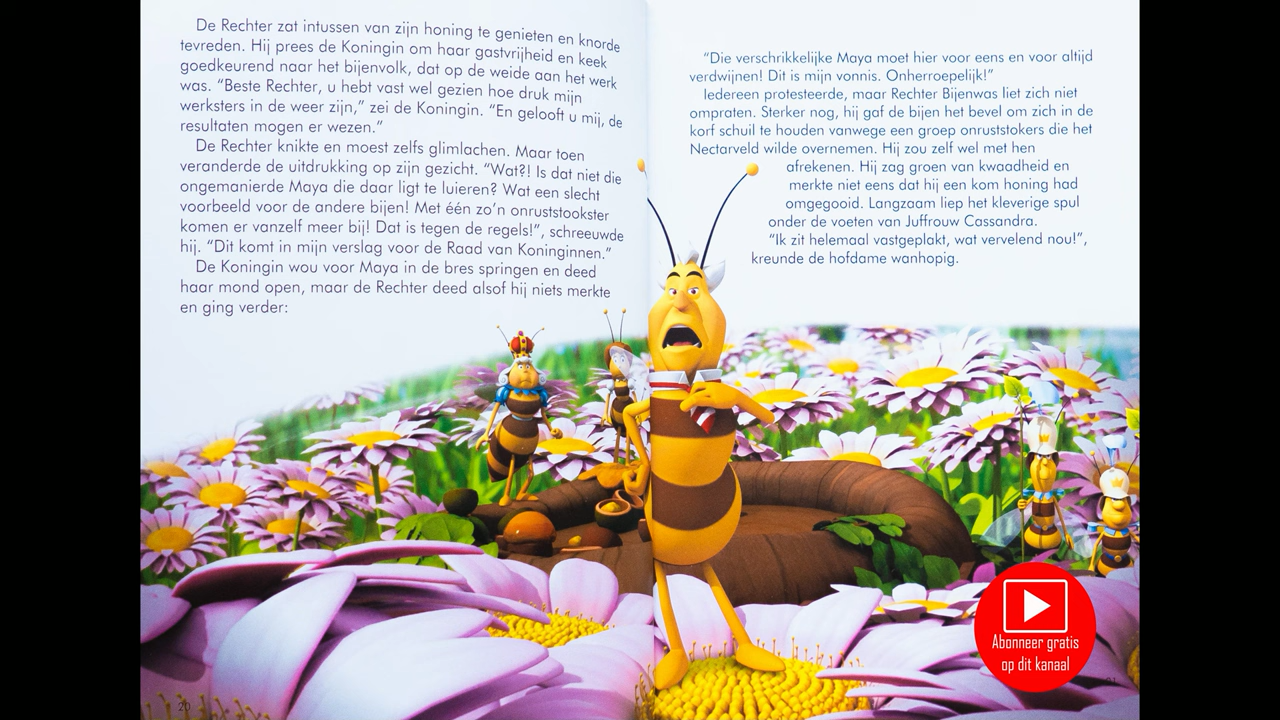 De Rechter zat intussen van zijn honing te genieten en knorde
tevreden. Hij prees de Koningin om haar gastvrijheid en keek
goedkeurend naar het bijenvolk, dat op de weide aan het werk
was. “Beste Rechter, u hebt vast wel gezien hoe druk mijn
werksters in de weer zijn,” zei de Koningin. “En gelooft u mij, de
resultaten mogen er wezen.”
De Rechter knikte en moest zelfs glimlachen. Maar toen
veranderde de uitdrukking op zijn gezicht. “Wat?! Is dat niet die
ongemanierde Maya die daar ligt te luieren? Wat een slecht
voorbeeld voor de andere bijen! Met één zo’n onruststookster
komen er vanzelf meer bij! Dat is tegen de regels!”, schreeuwde
hij. “Dit komt in mijn verslag voor de Raad van Koninginnen.”
De Koningin wou voor Maya in de bres springen en deed
haar mond open, maar de Rechter deed alsof hij niets merkte
en ging verder:
20
“Die verschrikkelijke Maya moet hier voor eens en voor altijd
verdwijnen! Dit is mijn vonnis. Onherroepelijk!”
Iedereen protesteerde, maar Rechter Bijenwas liet zich niet
ompraten. Sterker nog, hij gaf de bijen het bevel om zich in de
korf schuil te houden vanwege een groep onruststokers die het
Nectarveld wilde overnemen. Hij zou zelf wel met hen
afrekenen. Hij zag groen van kwaadheid en
merkte niet eens dat hij een kom honing had
omgegooid. Langzaam liep het kleverige spul
onder de voeten van Juffrouw Cassandra.
“Ik zit helemaal vastgeplakt, wat vervelend nou!”,
kreunde de hofdame wanhopig.
Abonneer gratis
op dit kanaal